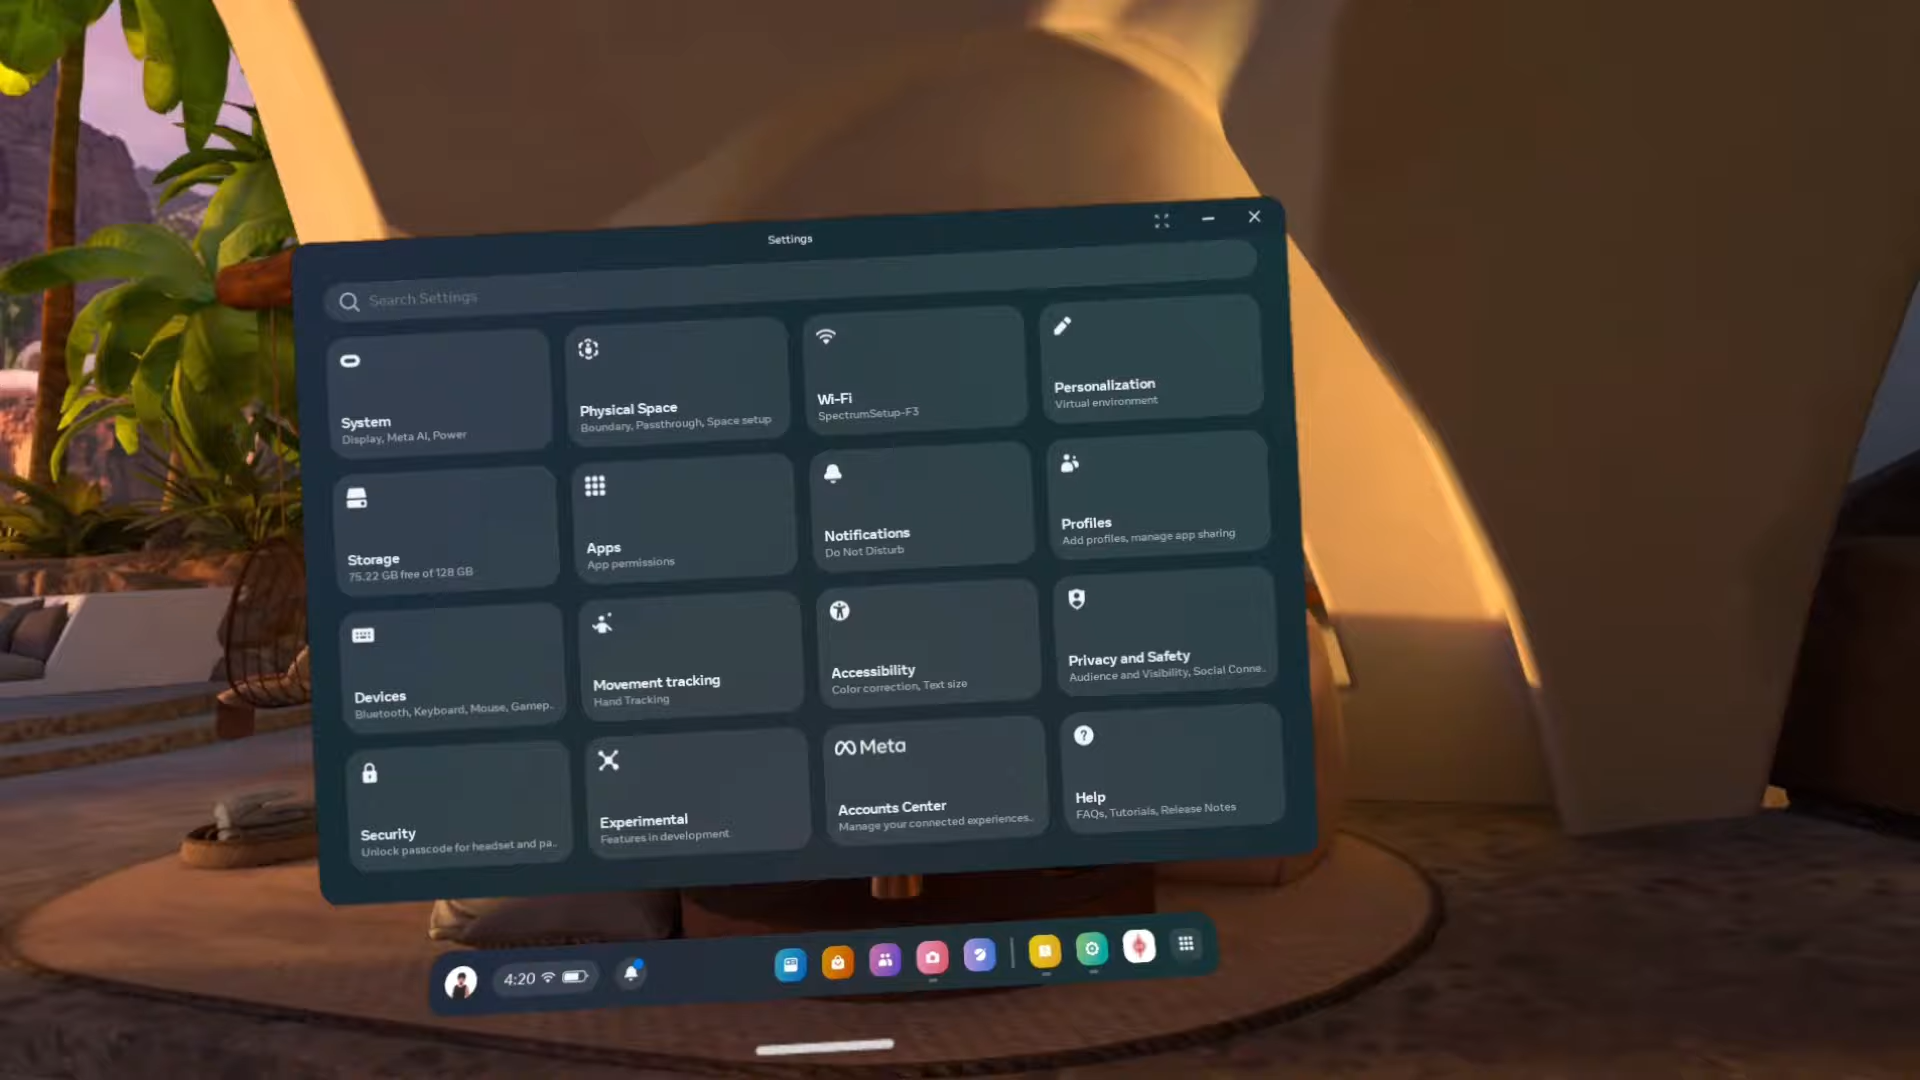 Settings
Search Settings
System
Display, Meta AI, Power
Physical Space
Boundary, Passthrough, Space setup
Wi-Fi
SpectrumSetup-F3
Personalization
Virtual environment
Storage
75.22 GB free of 128 GB
Apps
App permissions
Notifications
Do Not Disturb
Profiles
Add profiles, manage app sharing
Devices
Bluetooth, Keyboard, Mouse, Gamep..
Movement tracking
Hand Tracking
Accessibility
Color correction, Text size
Privacy and Safety
Audience and Visibility, Social Conne..
Security
Unlock passcode for headset and pa..
Experimental
Features in development
Meta
Accounts Center
Manage your connected experiences..
Help
FAQs, Tutorials, Release Notes
4:20